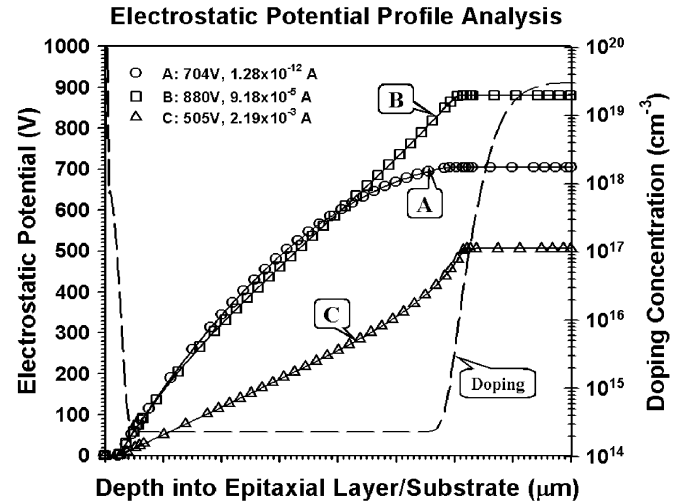 Electrostatic Potential Profile Analysis
Electrostatic Potential (V)
1000
900
800
700
600
500
400
300
200
100
0
A: 704V, 1.28x10⁻¹² A
B: 880V, 9.18x10⁻⁵ A
C: 505V, 2.19x10⁻³ A
B
A
C
Doping
10²⁰
10¹⁹
10¹⁸
10¹⁷
10¹⁶
10¹⁵
10¹⁴
Doping Concentration (cm⁻³)
Depth into Epitaxial Layer/Substrate (μm)